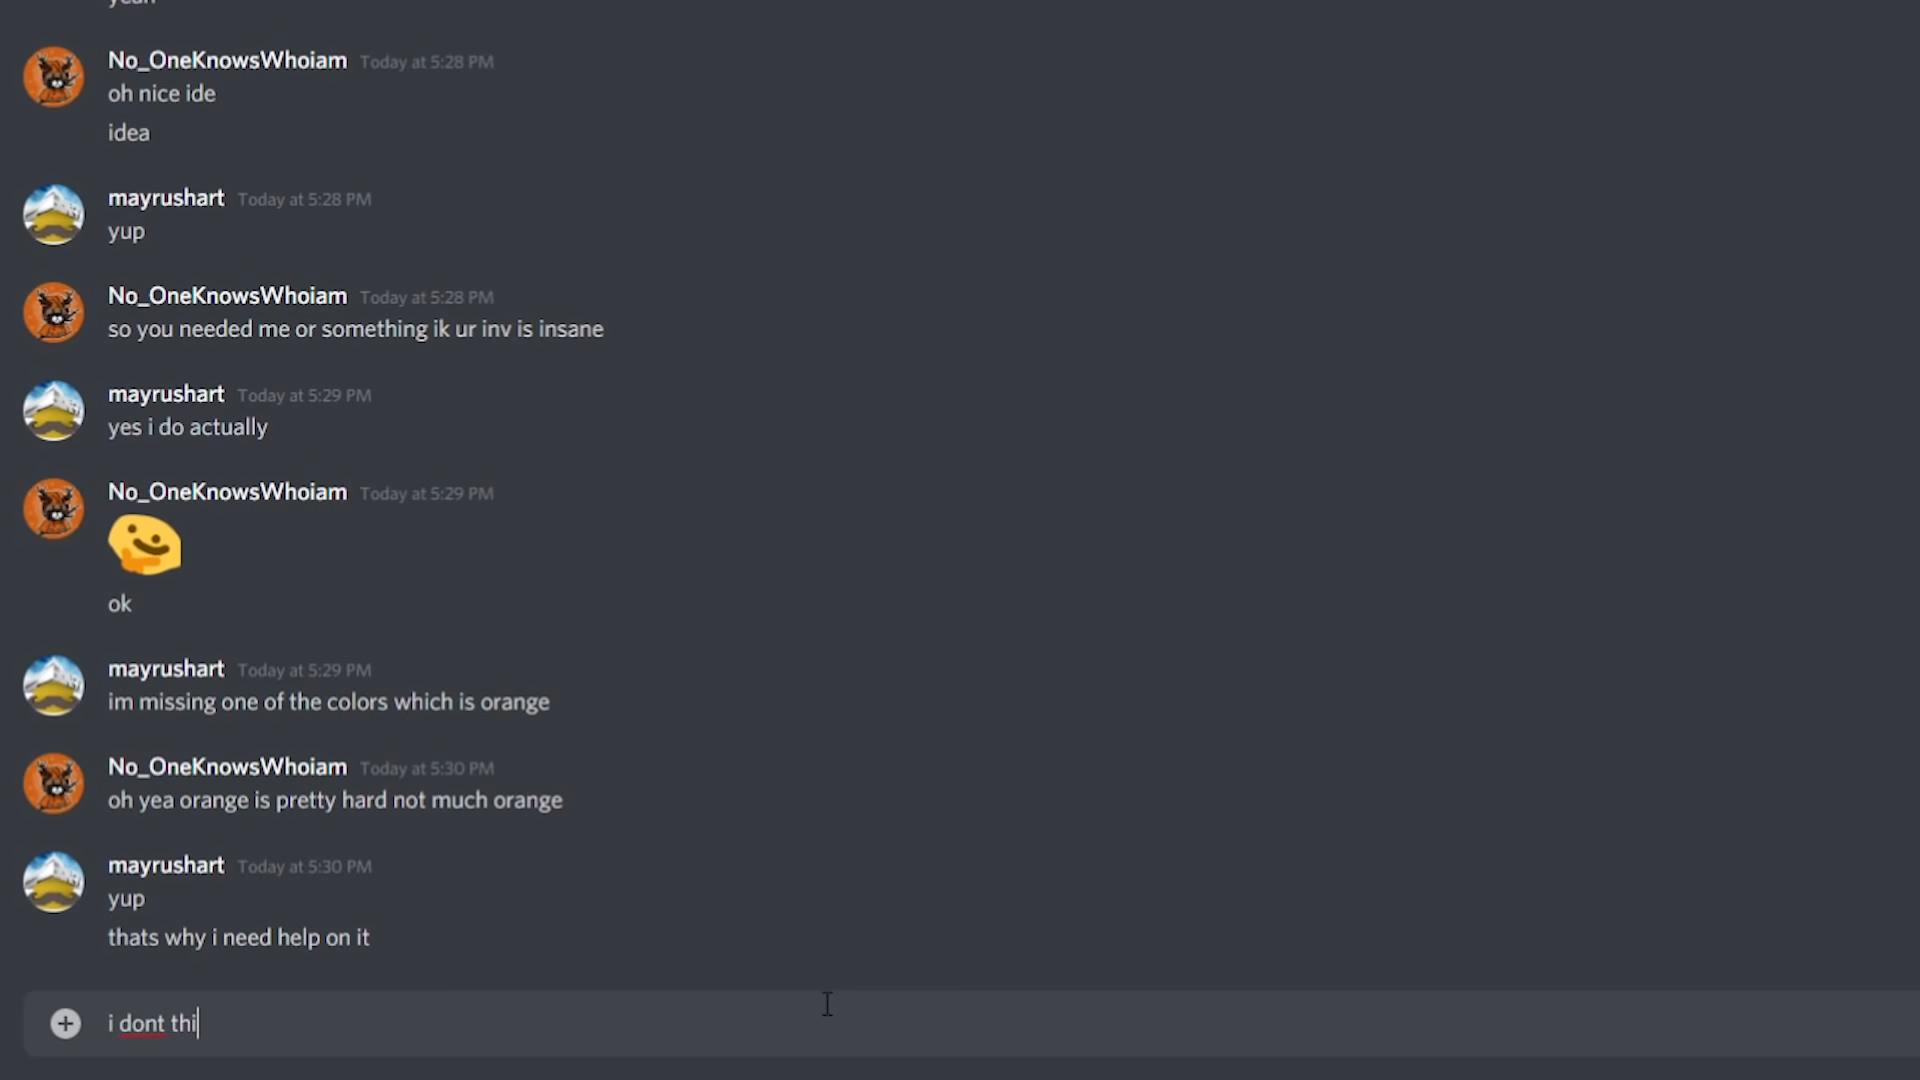 yeah
No_OneKnowsWhoiam Today at 5:28 PM
oh nice ide
idea
mayrushart Today at 5:28 PM
yup
No_OneKnowsWhoiam Today at 5:28 PM
so you needed me or something ik ur inv is insane
mayrushart Today at 5:29 PM
yes i do actually
No_OneKnowsWhoiam Today at 5:29 PM
ok
mayrushart Today at 5:29 PM
im missing one of the colors which is orange
No_OneKnowsWhoiam Today at 5:30 PM
oh yea orange is pretty hard not much orange
mayrushart Today at 5:30 PM
yup
thats why i need help on it
i dont thi